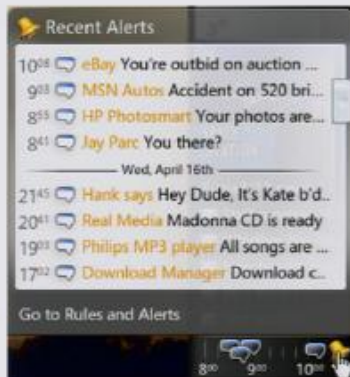 Recent Alerts
10⁰⁸ eBay You're outbid on auction ...
9⁰³ MSN Autos Accident on 520 bri...
8⁵⁵ HP Photosmart Your photos are...
8⁴¹ Jay Parc You there?
Wed, April 16th
21⁴⁵ Hank says Hey Dude, It's Kate b'd..
20⁴¹ Real Media Madonna CD is ready
19⁰³ Philips MP3 player All songs are ...
17⁰² Download Manager Download c..
Go to Rules and Alerts
8⁰⁰ 9⁰⁰ 10⁰⁰